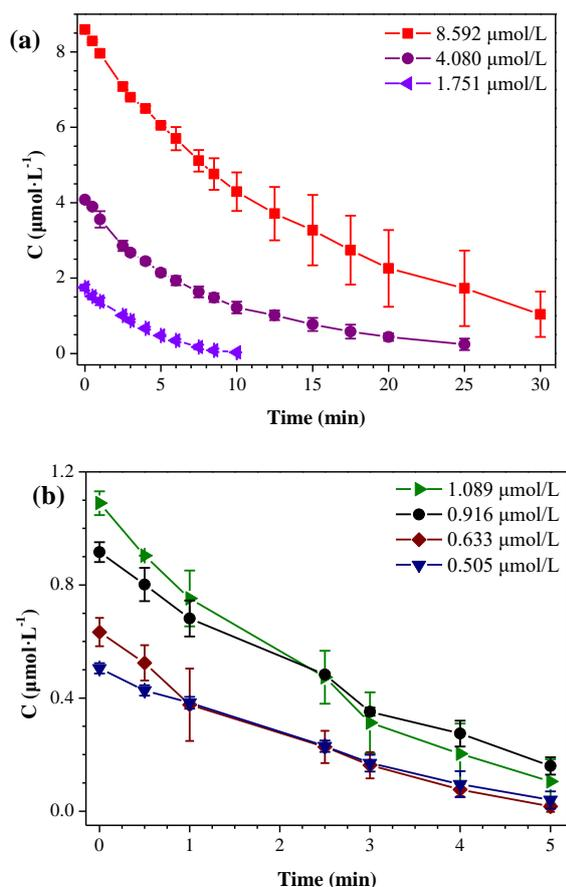 (a)
8.592 μmol/L
4.080 μmol/L
1.751 μmol/L
C (μmol·L⁻¹)
8
6
4
2
0
0 5 10 15 20 25 30
Time (min)
(b)
1.089 μmol/L
0.916 μmol/L
0.633 μmol/L
0.505 μmol/L
C (μmol·L⁻¹)
1.2
0.8
0.4
0.0
0 1 2 3 4 5
Time (min)